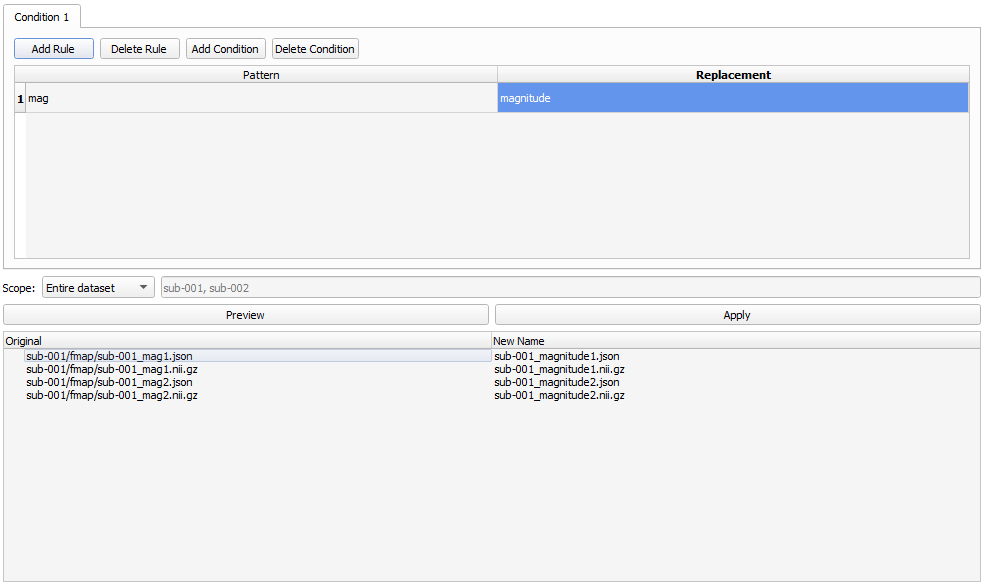 Condition 1
Add Rule Delete Rule Add Condition Delete Condition
Pattern Replacement
1 mag magnitude
Scope: Entire dataset sub-001, sub-002
Preview Apply
Original New Name
sub-001/fmap/sub-001_mag1.json sub-001_magnitude1.json
sub-001/fmap/sub-001_mag1.nii.gz sub-001_magnitude1.nii.gz
sub-001/fmap/sub-001_mag2.json sub-001_magnitude2.json
sub-001/fmap/sub-001_mag2.nii.gz sub-001_magnitude2.nii.gz